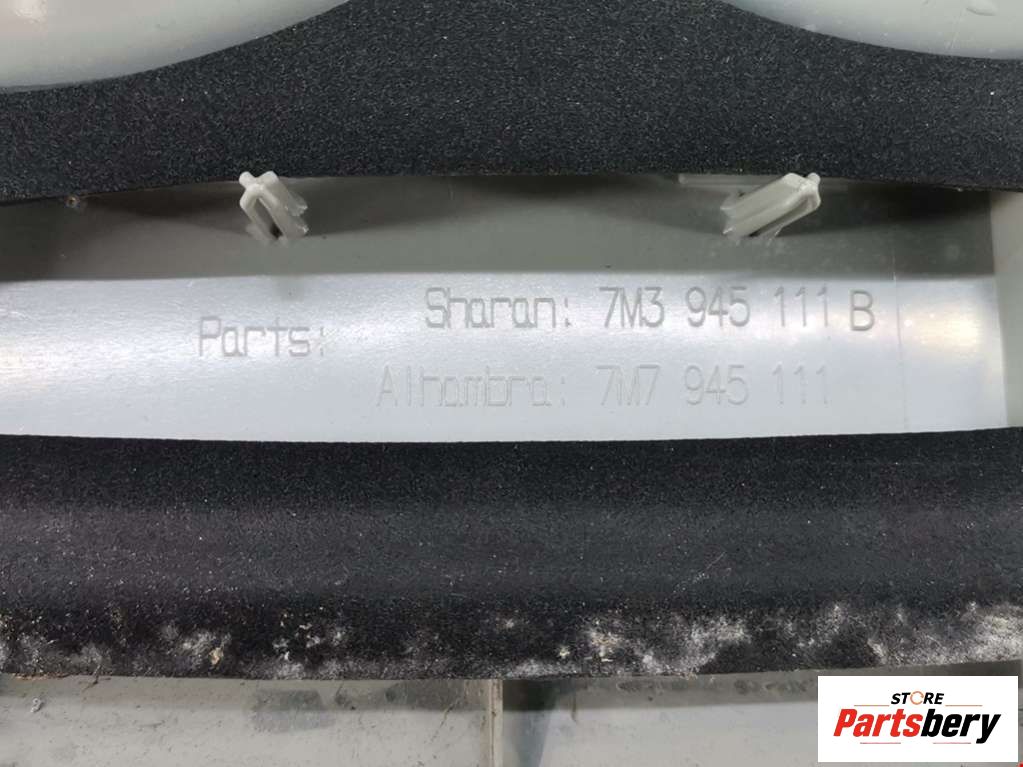 Parts:
Sharan: 7M3 945 111 B
Alhambra: 7M7 945 111
STORE
Partsbery